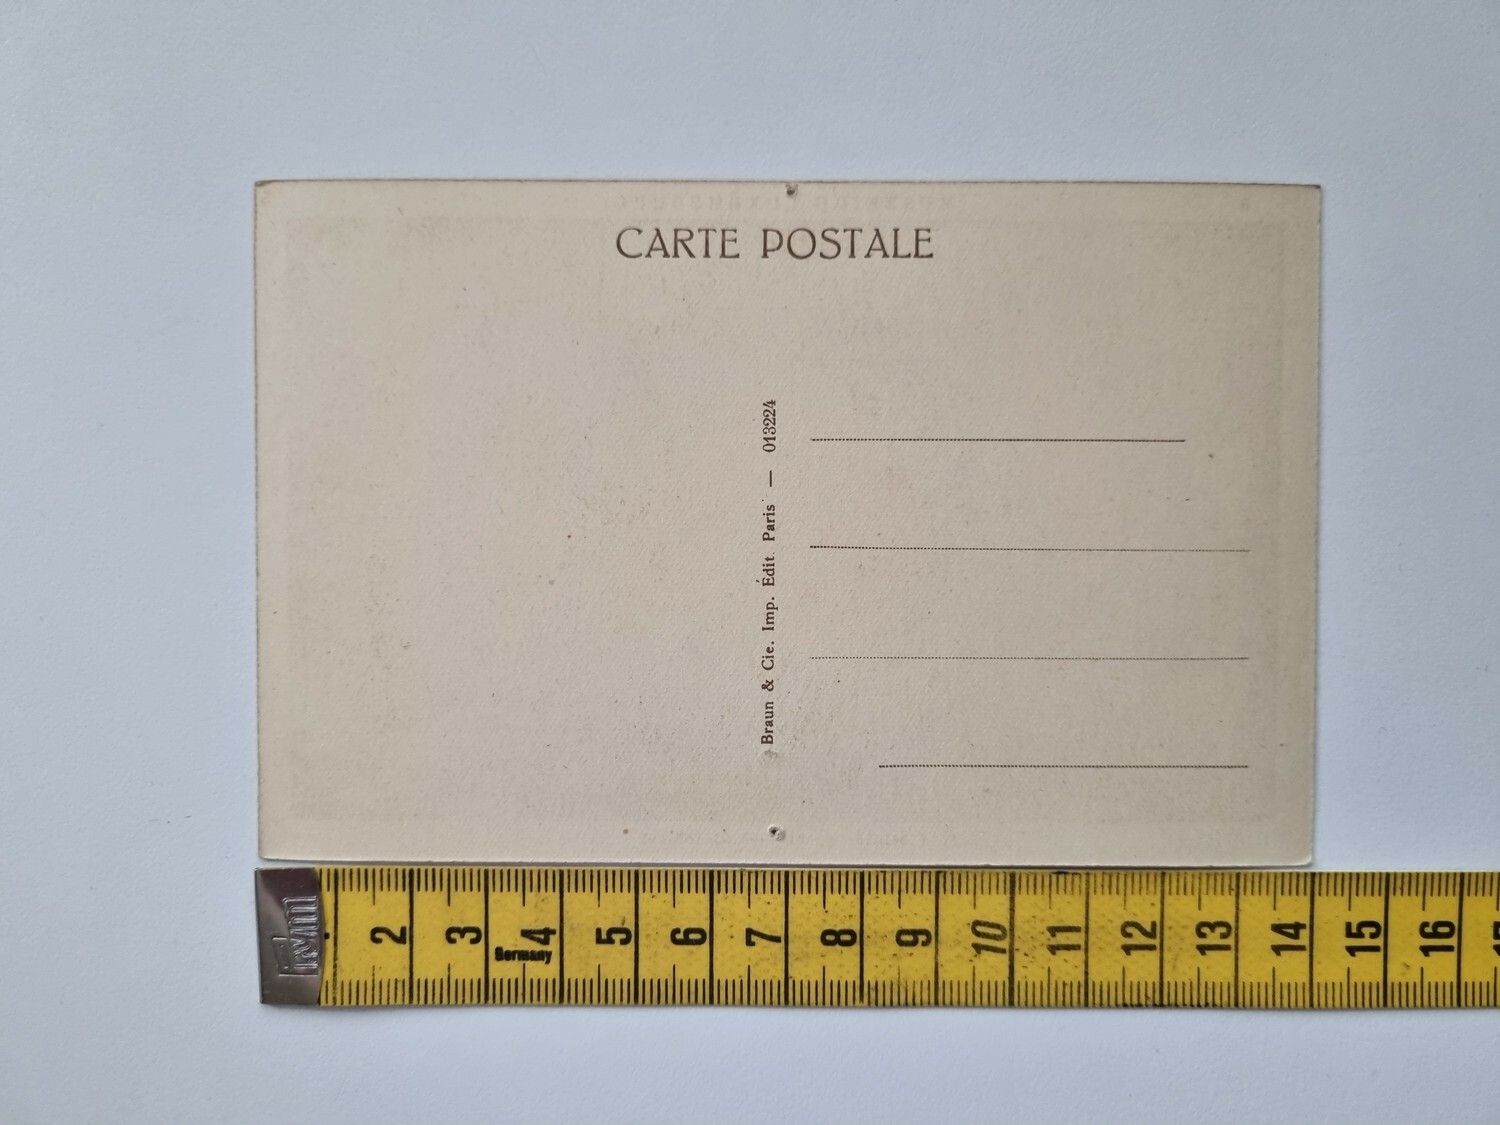 CARTE POSTALE
Braun & Cie. Imp. Édit. Paris — 013224
2 3 4 5 6 7 8 9 10 11 12 13 14 15 16
Germany